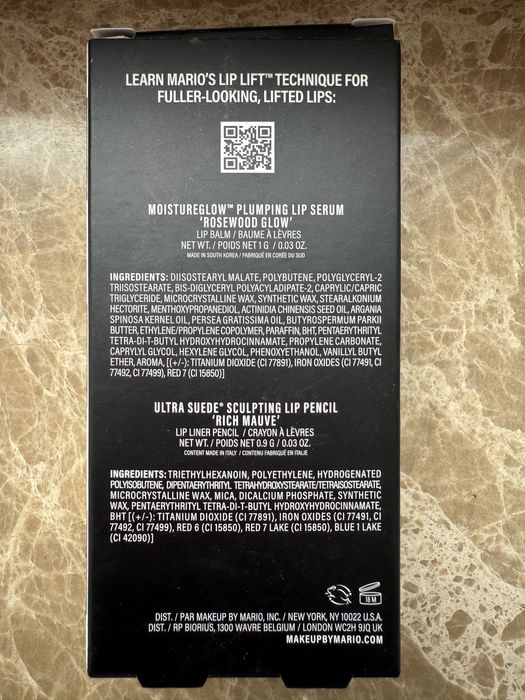 LEARN MARIO'S LIP LIFT™ TECHNIQUE FOR
FULLER-LOOKING, LIFTED LIPS:
MOISTUREGLOW™ PLUMPING LIP SERUM
'ROSEWOOD GLOW'
LIP BALM / BAUME À LÈVRES
NET WT. / POIDS NET 1 G / 0.03 OZ.
MADE IN SOUTH KOREA / FABRIQUÉ EN CORÉE DU SUD
INGREDIENTS: DIISOSTEARYL MALATE, POLYBUTENE, POLYGLYCERYL-2
TRIISOSTEARATE, BIS-DIGLYCERYL POLYACYLADIPATE-2, CAPRYLIC/CAPRIC
TRIGLYCERIDE, MICROCRYSTALLINE WAX, SYNTHETIC WAX, STEARALKONIUM
HECTORITE, MENTHOXYPROPANEDIOL, ACTINIDIA CHINENSIS SEED OIL, ARGANIA
SPINOSA KERNEL OIL, PERSEA GRATISSIMA OIL, BUTYROSPERMUM PARKII
BUTTER, ETHYLENE/PROPYLENE COPOLYMER, PARAFFIN, BHT, PENTAERYTHRITYL
TETRA-DI-T-BUTYL HYDROXYHYDROCINNAMATE, PROPYLENE CARBONATE,
CAPRYLYL GLYCOL, HEXYLENE GLYCOL, PHENOXYETHANOL, VANILLYL BUTYL
ETHER, AROMA, [(+/-): TITANIUM DIOXIDE (CI 77891), IRON OXIDES (CI 77491, CI
77492, CI 77499), RED 7 (CI 15850)]
ULTRA SUEDE® SCULPTING LIP PENCIL
'RICH MAUVE'
LIP LINER PENCIL / CRAYON À LÈVRES
NET WT. / POIDS NET 0.9 G / 0.03 OZ.
CONTENT MADE IN ITALY / CONTENU FABRIQUÉ EN ITALIE
INGREDIENTS: TRIETHYLHEXANOIN, POLYETHYLENE, HYDROGENATED
POLYISOBUTENE, DIPENTAERYTHRITYL TETRAHYDROXYSTEARATE/TETRAISOSTEARATE,
MICROCRYSTALLINE WAX, MICA, DICALCIUM PHOSPHATE, SYNTHETIC
WAX, PENTAERYTHRITYL TETRA-DI-T-BUTYL HYDROXYHYDROCINNAMATE,
BHT [(+/-): TITANIUM DIOXIDE (CI 77891), IRON OXIDES (CI 77491, CI
77492, CI 77499), RED 6 (CI 15850), RED 7 LAKE (CI 15850), BLUE 1 LAKE
(CI 42090)]
18 M
DIST. / PAR MAKEUP BY MARIO, INC. / NEW YORK, NY 10022 U.S.A.
DIST. / RP BIORIUS, 1300 WAVRE BELGIUM / LONDON WC2H 9JQ UK
MAKEUPBYMARIO.COM